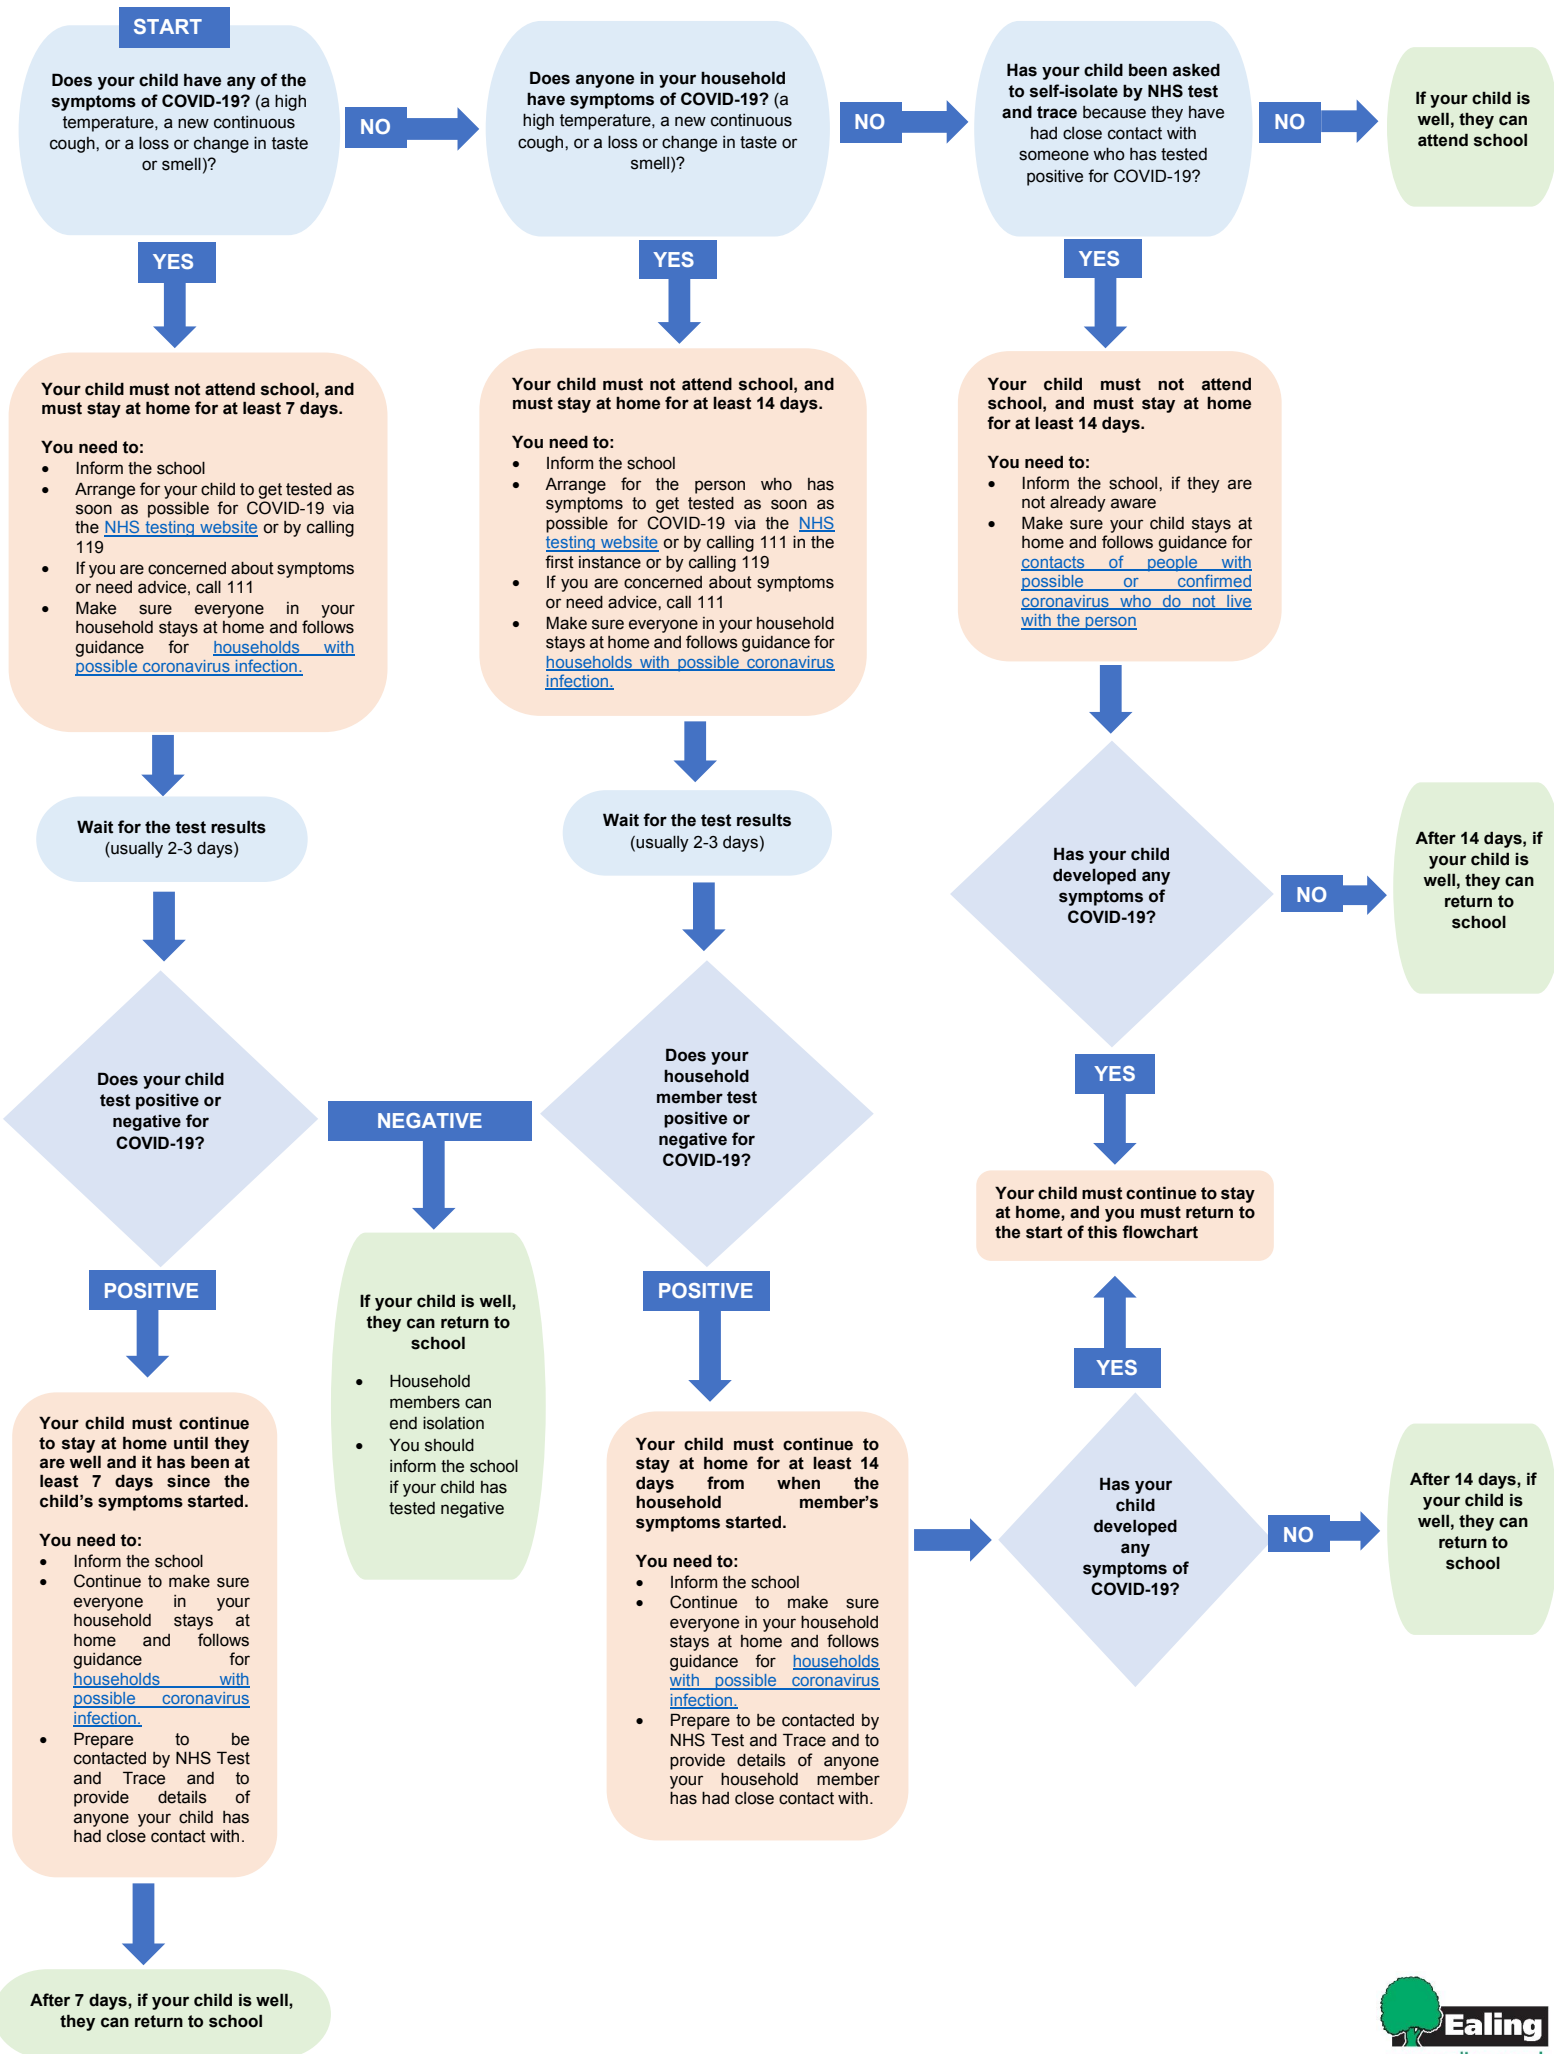 START
Does your child have any of the
symptoms of COVID-19? (a high
temperature, a new continuous
cough, or a loss or change in taste
or smell)?
NO
Does anyone in your household
have symptoms of COVID-19? (a
high temperature, a new continuous
cough, or a loss or change in taste or
smell)?
NO
Has your child been asked
to self-isolate by NHS test
and trace because they have
had close contact with
someone who has tested
positive for COVID-19?
NO
If your child is
well, they can
attend school
YES
YES
YES
Your child must not attend school, and
must stay at home for at least 7 days.
You need to:
• Inform the school
• Arrange for your child to get tested as
soon as possible for COVID-19 via
the NHS testing website or by calling
119
• If you are concerned about symptoms
or need advice, call 111
• Make sure everyone in your
household stays at home and follows
guidance for households with
possible coronavirus infection.
Your child must not attend school, and
must stay at home for at least 14 days.
You need to:
• Inform the school
• Arrange for the person who has
symptoms to get tested as soon as
possible for COVID-19 via the NHS
testing website or by calling 111 in the
first instance or by calling 119
• If you are concerned about symptoms
or need advice, call 111
• Make sure everyone in your household
stays at home and follows guidance for
households with possible coronavirus
infection.
Your child must not attend
school, and must stay at home
for at least 14 days.
You need to:
• Inform the school, if they are
not already aware
• Make sure your child stays at
home and follows guidance for
contacts of people with
possible or confirmed
coronavirus who do not live
with the person
Wait for the test results
(usually 2-3 days)
Wait for the test results
(usually 2-3 days)
Has your child
developed any
symptoms of
COVID-19?
NO
After 14 days, if
your child is
well, they can
return to
school
Does your child
test positive or
negative for
COVID-19?
NEGATIVE
Does your
household
member test
positive or
negative for
COVID-19?
YES
Your child must continue to stay
at home, and you must return to
the start of this flowchart
POSITIVE
If your child is well,
they can return to
school
• Household
members can
end isolation
• You should
inform the school
if your child has
tested negative
POSITIVE
YES
Your child must continue
to stay at home until they
are well and it has been at
least 7 days since the
child's symptoms started.
You need to:
• Inform the school
• Continue to make sure
everyone in your
household stays at
home and follows
guidance for
households with
possible coronavirus
infection.
• Prepare to be
contacted by NHS Test
and Trace and to
provide details of
anyone your child has
had close contact with.
Your child must continue to
stay at home for at least 14
days from when the
household member's
symptoms started.
You need to:
• Inform the school
• Continue to make sure
everyone in your household
stays at home and follows
guidance for households
with possible coronavirus
infection.
• Prepare to be contacted by
NHS Test and Trace and to
provide details of anyone
your household member
has had close contact with.
Has your
child
developed
any
symptoms of
COVID-19?
NO
After 14 days, if
your child is
well, they can
return to
school
After 7 days, if your child is well,
they can return to school
Ealing